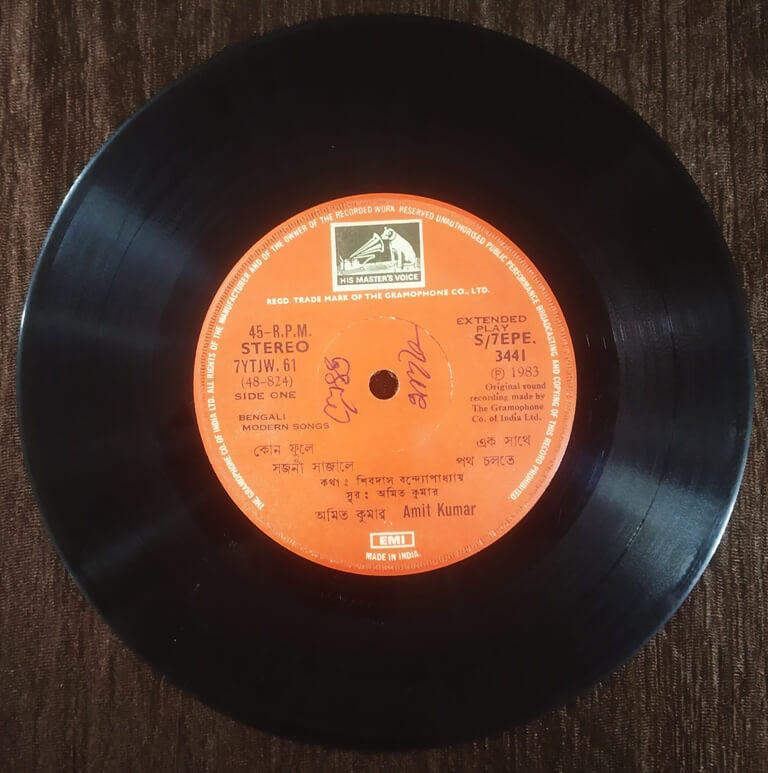 THE GRAMOPHONE CO. OF INDIA LTD. ALL RIGHTS OF THE MANUFACTURER AND OF THE OWNER OF THE RECORDED WORK RESERVED UNAUTHORISED PUBLIC PERFORMANCE BROADCASTING AND COPYING OF THIS RECORD PROHIBITED
HIS MASTER'S VOICE
REGD. TRADE MARK OF THE GRAMOPHONE CO., LTD.
45-R.P.M.
STEREO
7YTJW. 61
(48-824)
SIDE ONE
BENGALI
MODERN SONGS
EXTENDED
PLAY
S/7EPE.
3441
Ⓟ 1983
Original sound
recording made by
The Gramophone
Co. of India Ltd.
কোন ফুলে
সজনী সাজালে
এক সাথে
পথ চলতে
কথা : শিবদাস বন্দ্যোপাধ্যায়
সুর : অমিত কুমার
অমিত কুমার Amit Kumar
EMI
MADE IN INDIA.